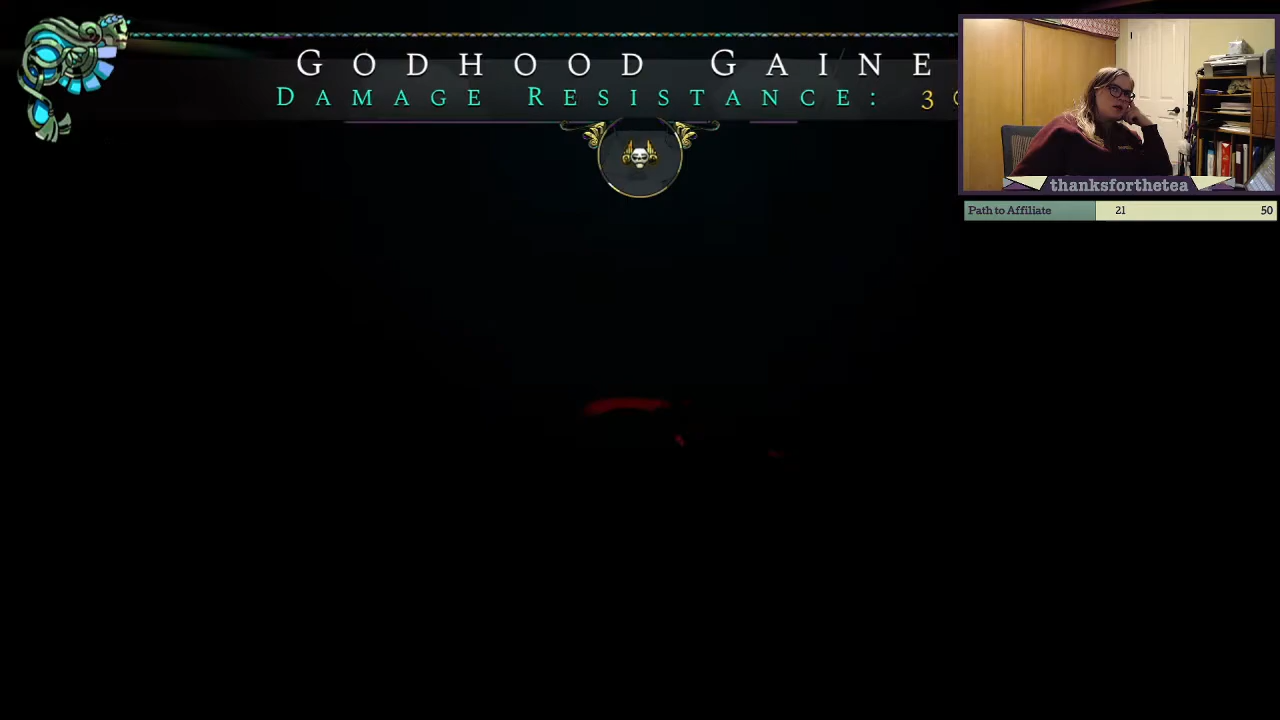 GODHOOD GAINE
DAMAGE RESISTANCE: 3
thanksforthetea
Path to Affiliate 21 50